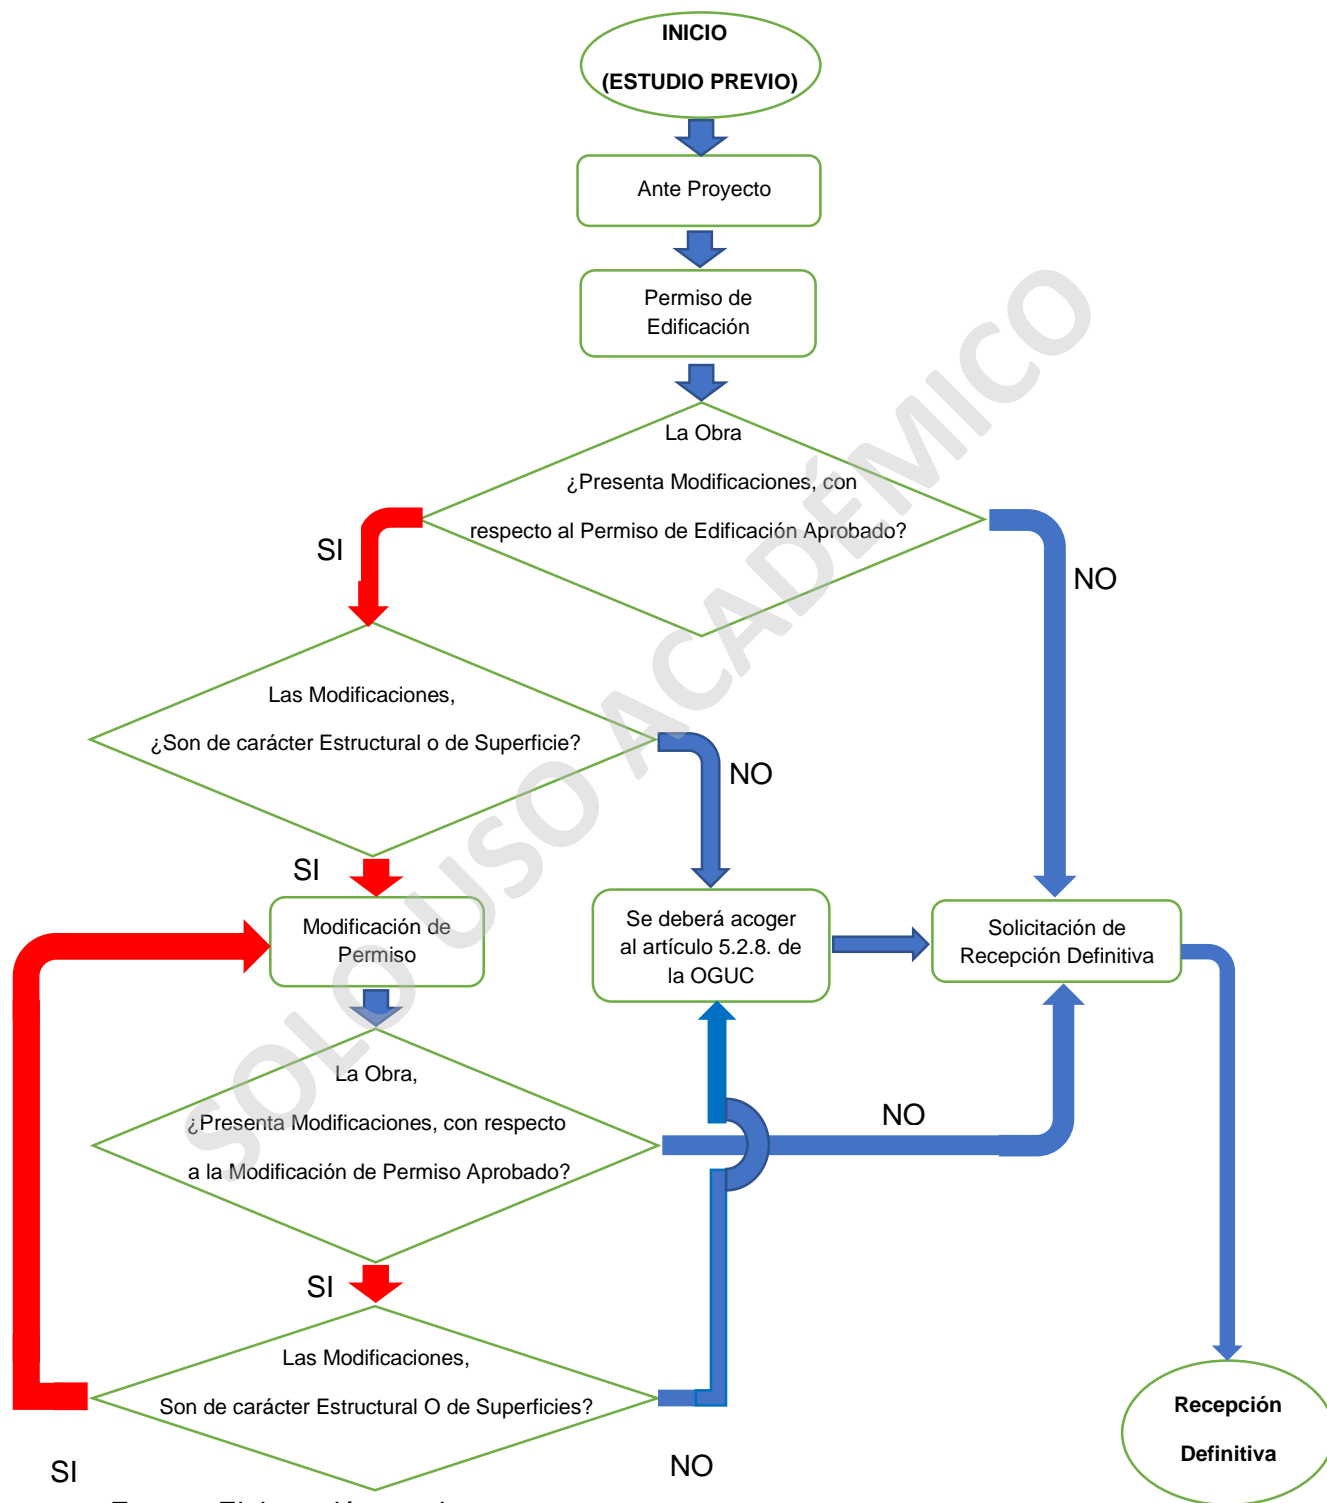 INICIO
(ESTUDIO PREVIO)
Ante Proyecto
Permiso de
Edificación
La Obra
¿Presenta Modificaciones, con
respecto al Permiso de Edificación Aprobado?
SI
NO
Las Modificaciones,
¿Son de carácter Estructural o de Superficie?
NO
SI
Modificación de
Permiso
Se deberá acoger
al artículo 5.2.8. de
la OGUC
Solicitación de
Recepción Definitiva
La Obra,
¿Presenta Modificaciones, con respecto
a la Modificación de Permiso Aprobado?
NO
SI
Las Modificaciones,
Son de carácter Estructural O de Superficies?
SI
NO
Recepción
Definitiva
SOLO USO ACADÉMICO